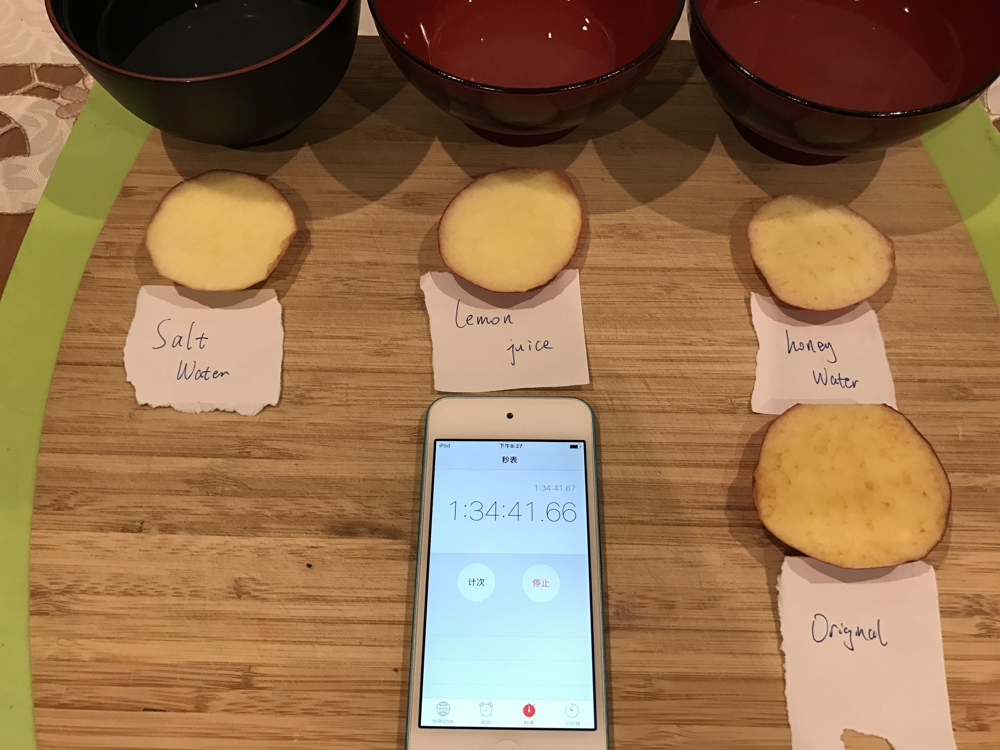 Salt
Water
Lemon
juice
honey
Water
iPod
下午8:27
秒表
1:34:41.67
1:34:41.66
计次
停止
世界时钟
闹钟
秒表
计时器
Original